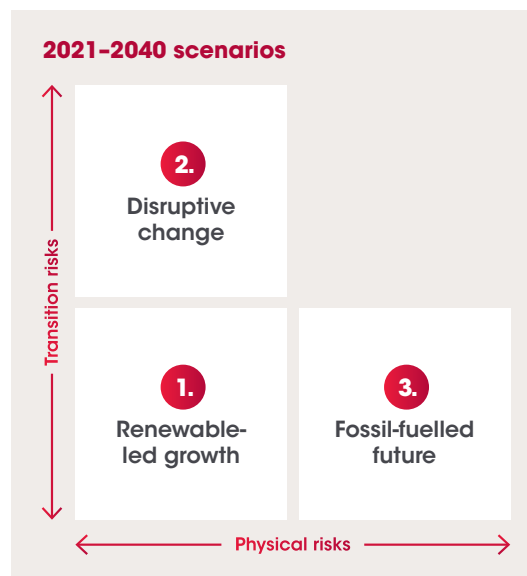 2021–2040 scenarios
Transition risks
2.
Disruptive
change
1.
Renewable-
led growth
3.
Fossil-fuelled
future
Physical risks